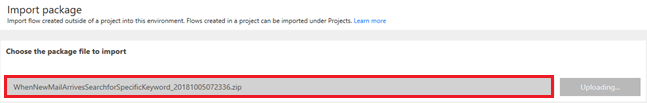 Import package
Import flow created outside of a project into this environment. Flows created in a project can be imported under Projects. Learn more
Choose the package file to import
WhenNewMailArrivesSearchforSpecificKeyword_20181005072336.zip
Uploading...